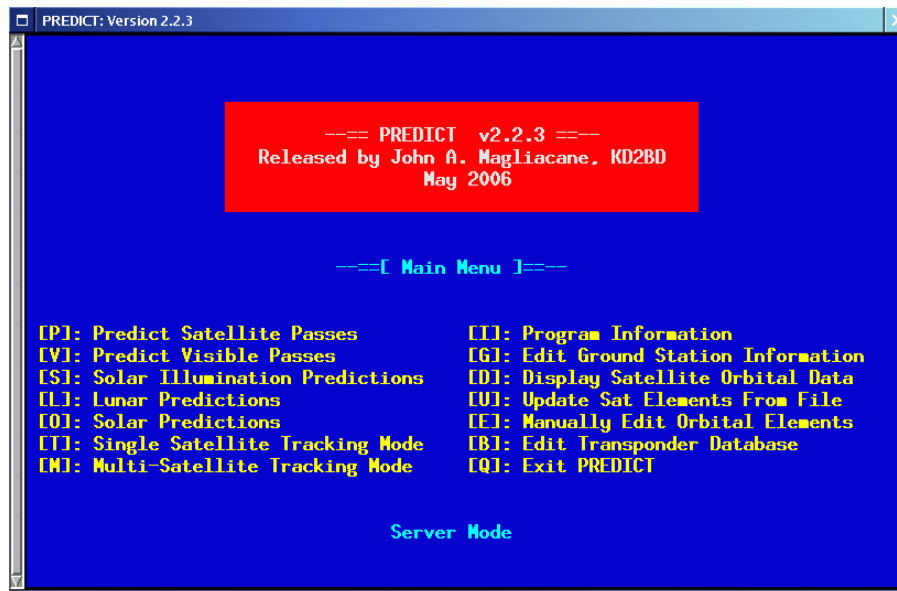 PREDICT: Version 2.2.3
--== PREDICT v2.2.3 ==--
Released by John A. Magliacane, KD2BD
May 2006
--==[ Main Menu ]==--
[P]: Predict Satellite Passes
[V]: Predict Visible Passes
[S]: Solar Illumination Predictions
[L]: Lunar Predictions
[O]: Solar Predictions
[T]: Single Satellite Tracking Mode
[M]: Multi-Satellite Tracking Mode
[I]: Program Information
[G]: Edit Ground Station Information
[D]: Display Satellite Orbital Data
[U]: Update Sat Elements From File
[E]: Manually Edit Orbital Elements
[B]: Edit Transponder Database
[Q]: Exit PREDICT
Server Mode